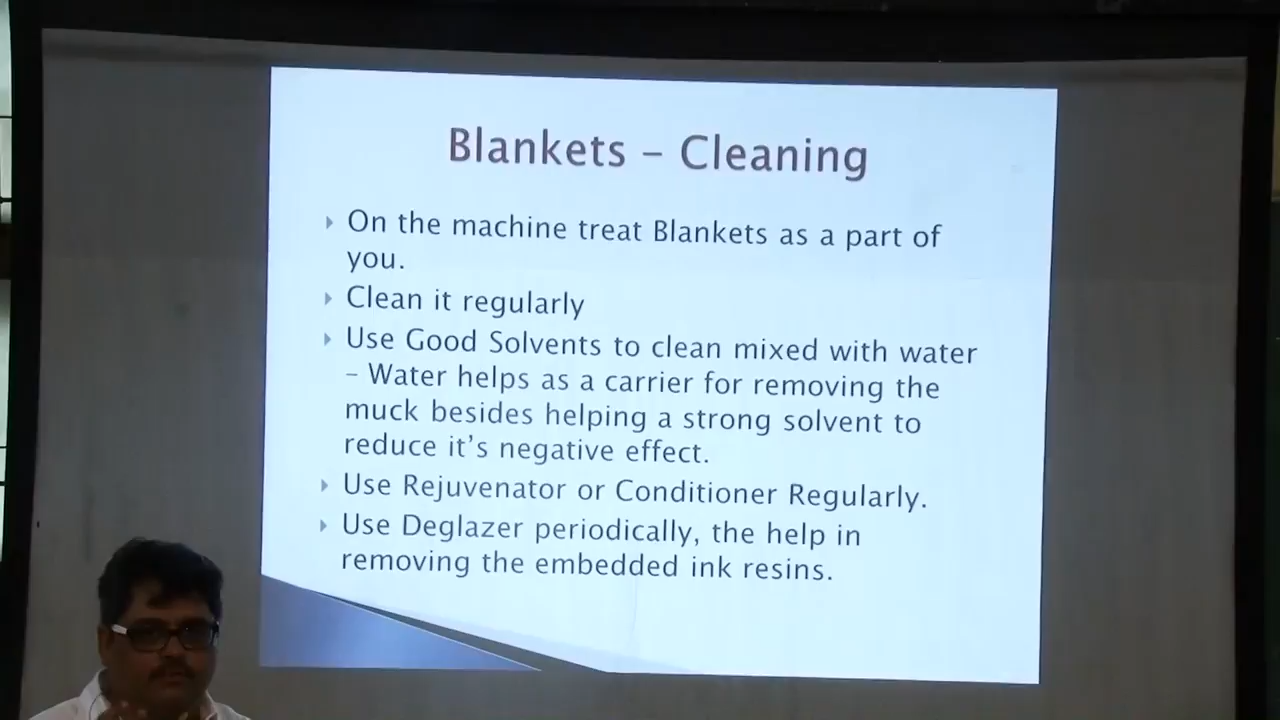 Blankets – Cleaning
On the machine treat Blankets as a part of
you.
Clean it regularly
Use Good Solvents to clean mixed with water
– Water helps as a carrier for removing the
muck besides helping a strong solvent to
reduce it's negative effect.
Use Rejuvenator or Conditioner Regularly.
Use Deglazer periodically, the help in
removing the embedded ink resins.